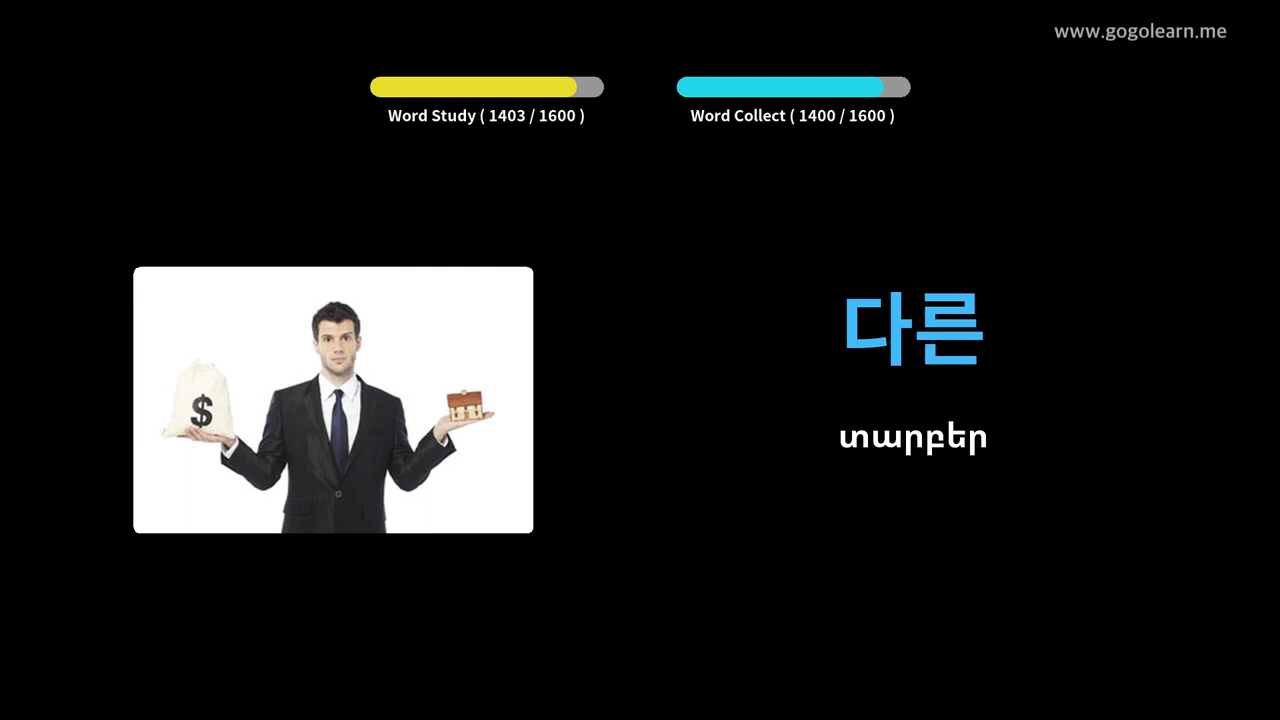 www.gogolearn.me
Word Study ( 1403 / 1600 )
Word Collect ( 1400 / 1600 )
$
다른
տարբեր